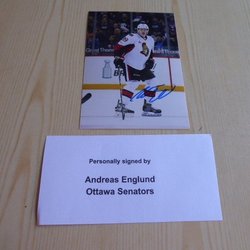 Personally signed by
Andreas Englund
Ottawa Senators